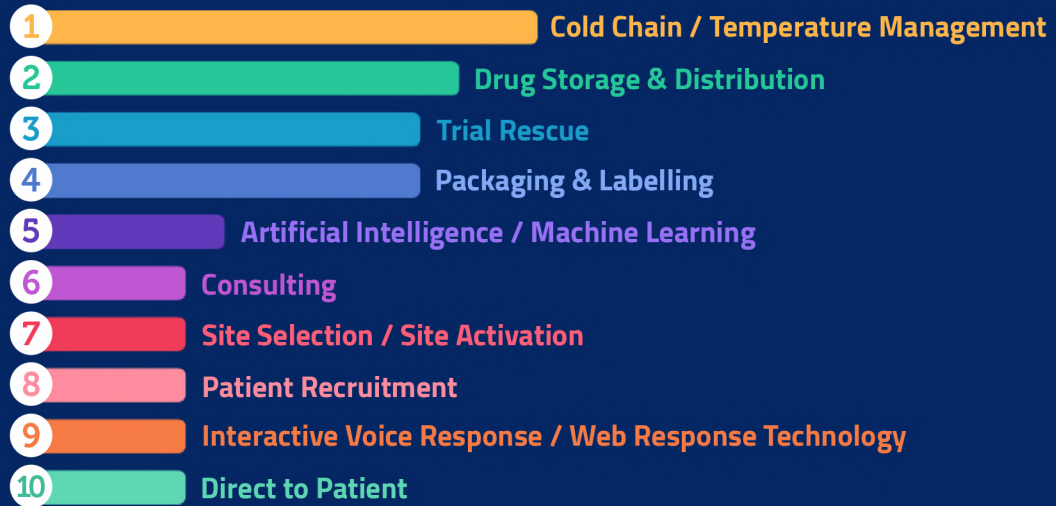 1 Cold Chain / Temperature Management
2 Drug Storage & Distribution
3 Trial Rescue
4 Packaging & Labelling
5 Artificial Intelligence / Machine Learning
6 Consulting
7 Site Selection / Site Activation
8 Patient Recruitment
9 Interactive Voice Response / Web Response Technology
10 Direct to Patient